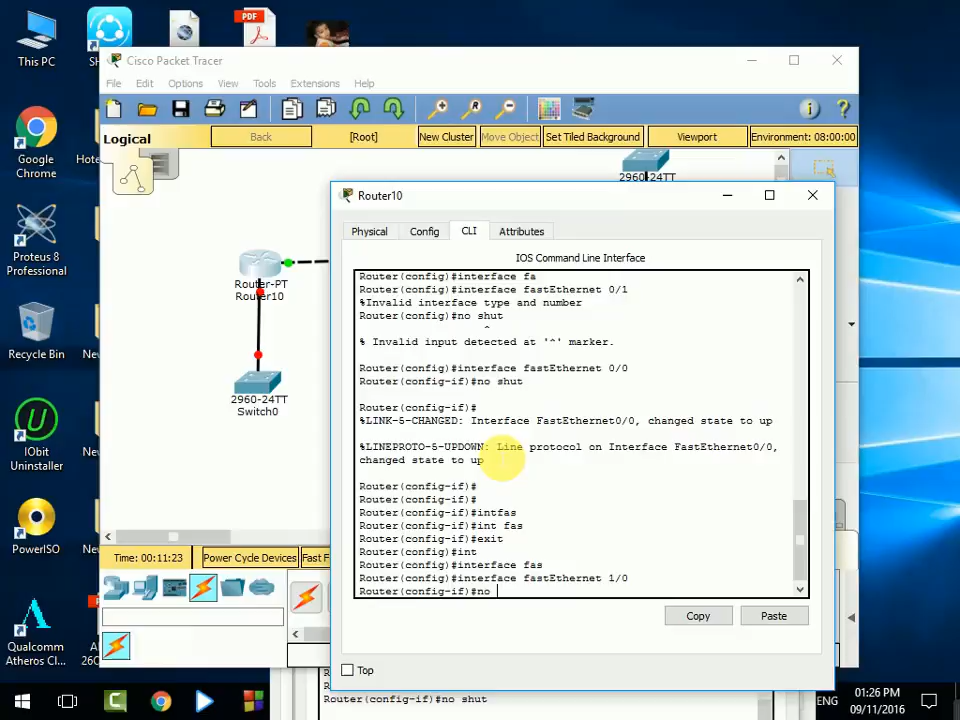 This PC
SH
PDF
Google
Chrome
Hote
Proteus 8
Professional
Ne
Recycle Bin
Ne
IObit
Uninstaller
PowerISO
Qualcomm
Atheros Cl...
A
26C
Cisco Packet Tracer
File Edit Options View Tools Extensions Help
Logical Back [Root] New Cluster Move Object Set Tiled Background Viewport Environment: 08:00:00
2960-24TT
Router-PT
Router10
2960-24TT
Switch0
Time: 00:11:23 Power Cycle Devices Fast F
Router10
Physical Config CLI Attributes
IOS Command Line Interface
Router(config)#interface fa
Router(config)#interface fastEthernet 0/1
%Invalid interface type and number
Router(config)#no shut
^
% Invalid input detected at '^' marker.
Router(config)#interface fastEthernet 0/0
Router(config-if)#no shut
Router(config-if)#
%LINK-5-CHANGED: Interface FastEthernet0/0, changed state to up
%LINEPROTO-5-UPDOWN: Line protocol on Interface FastEthernet0/0,
changed state to up
Router(config-if)#
Router(config-if)#
Router(config-if)#intfas
Router(config-if)#int fas
Router(config-if)#exit
Router(config)#int
Router(config)#interface fas
Router(config)#interface fastEthernet 1/0
Router(config-if)#no
Copy Paste
Top
Router(config-if)#no shut
ENG
01:26 PM
09/11/2016